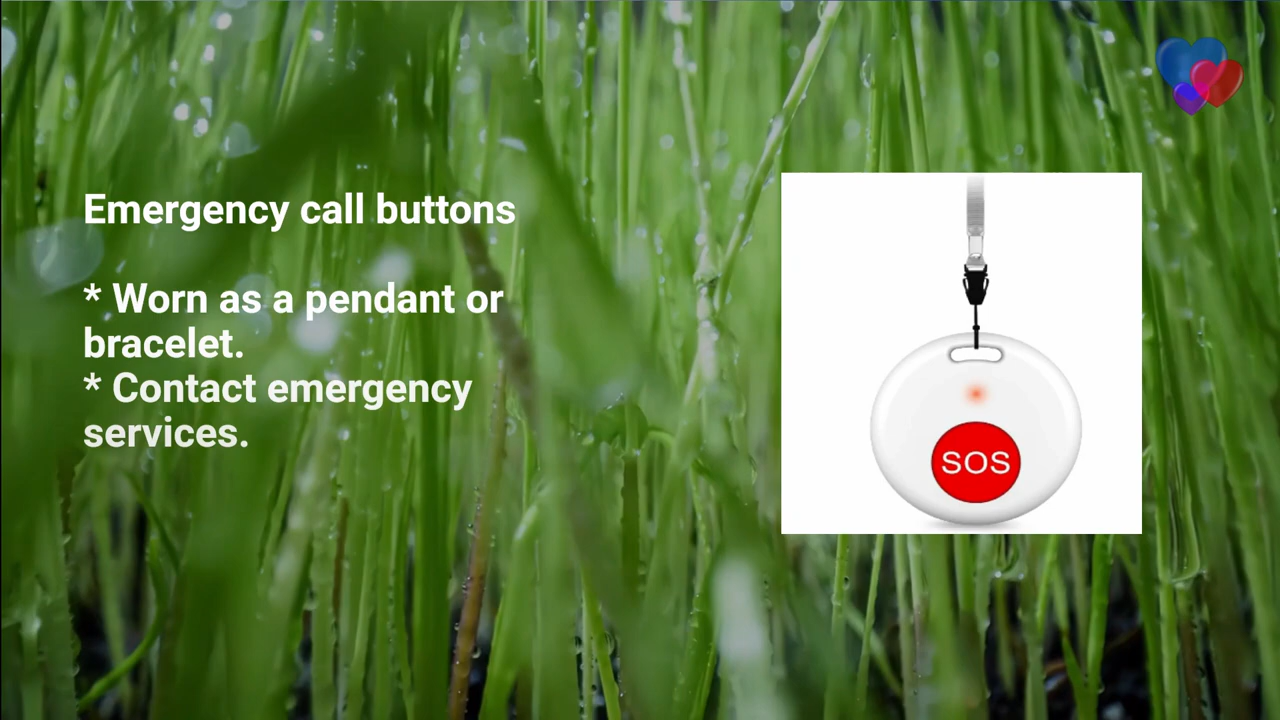 Emergency call buttons
* Worn as a pendant or
bracelet.
* Contact emergency
services.
SOS